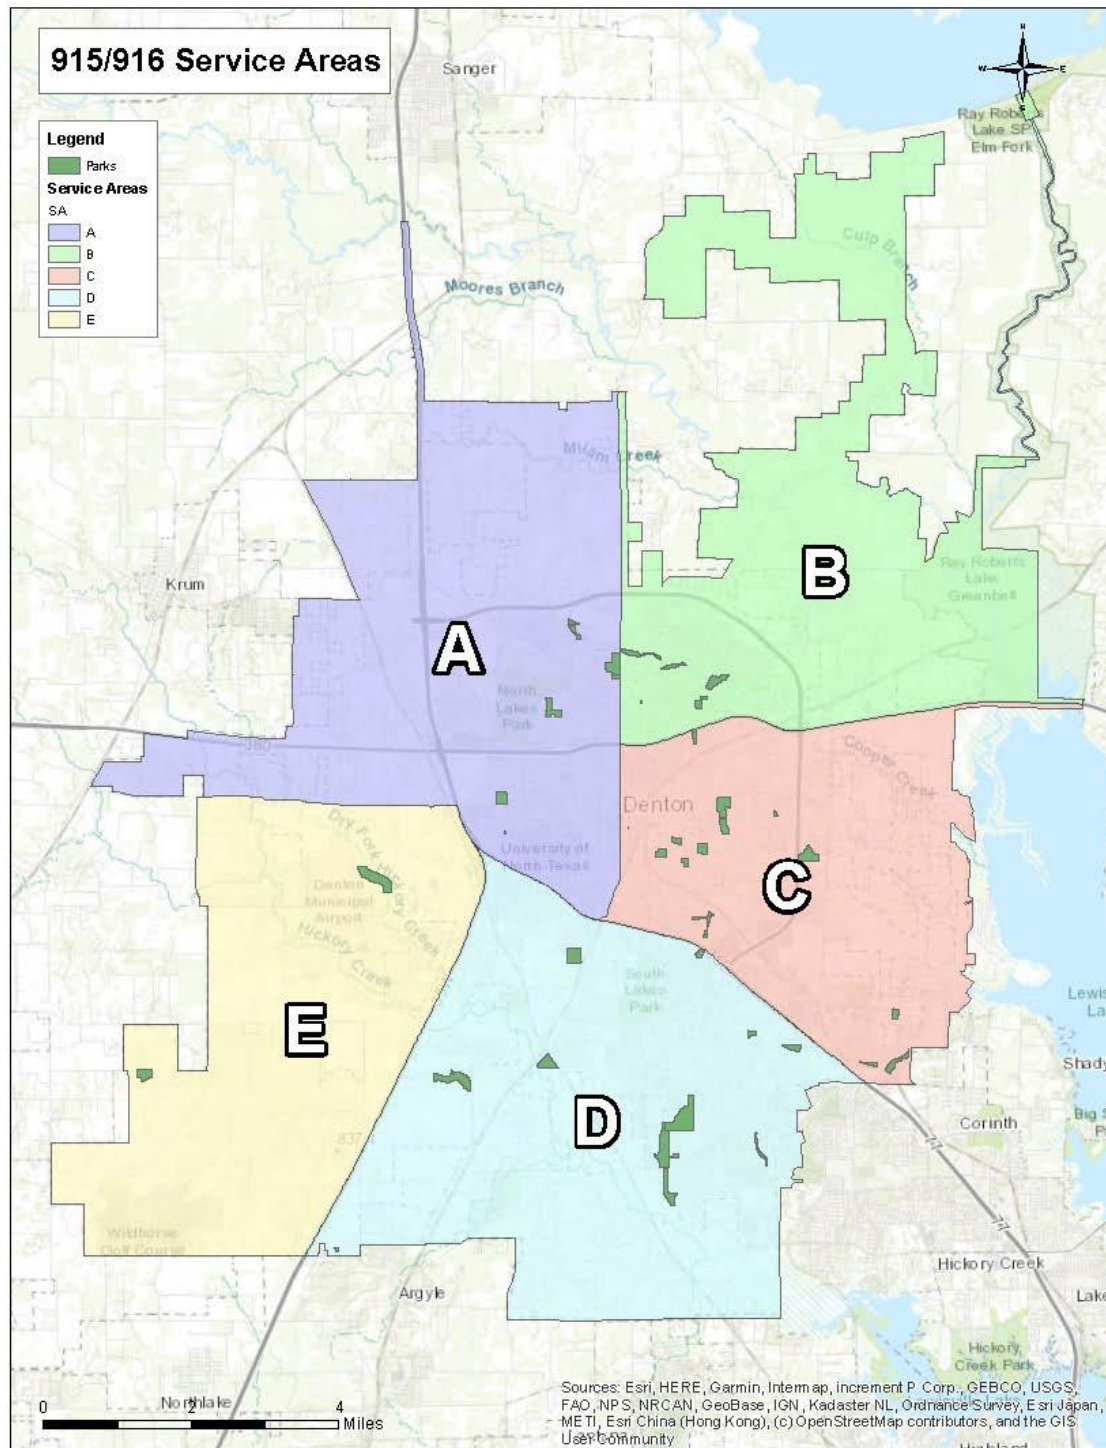 915/916 Service Areas
Sanger
Legend
Parks
Service Areas
SA
A
B
C
D
E
Ray Roberts
Lake SP
Elm Fork
N
W
E
S
Culp Branch
Moores Branch
Milam Creek
Krum
B
Ray Roberts
Lake
Greenbelt
A
North
Lakes
Park
380
Cooper Creek
Denton
University of
North Texas
Dry Fork Hickory Creek
Denton
Municipal
Airport
Hickory Creek
C
South
Lakes
Park
E
D
837
Corinth
Shady
Wildhorse
Golf Course
77
Hickory Creek
Argyle
Hickory
Creek Park
Northlake
0 2 4
Miles
Sources: Esri, HERE, Garmin, Intermap, increment P Corp., GEBCO, USGS,
FAO, NPS, NRCAN, GeoBase, IGN, Kadaster NL, Ordnance Survey, Esri Japan,
METI, Esri China (Hong Kong), (c) OpenStreetMap contributors, and the GIS
User Community